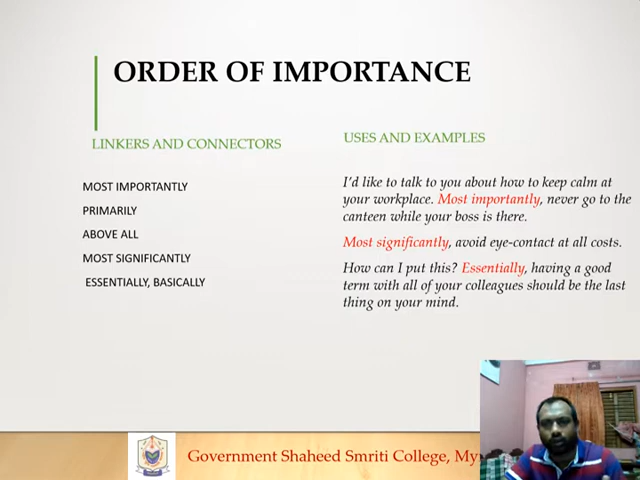 ORDER OF IMPORTANCE
LINKERS AND CONNECTORS
MOST IMPORTANTLY
PRIMARILY
ABOVE ALL
MOST SIGNIFICANTLY
ESSENTIALLY, BASICALLY
USES AND EXAMPLES
I'd like to talk to you about how to keep calm at
your workplace. Most importantly, never go to the
canteen while your boss is there.
Most significantly, avoid eye-contact at all costs.
How can I put this? Essentially, having a good
term with all of your colleagues should be the last
thing on your mind.
Government Shaheed Smriti College,